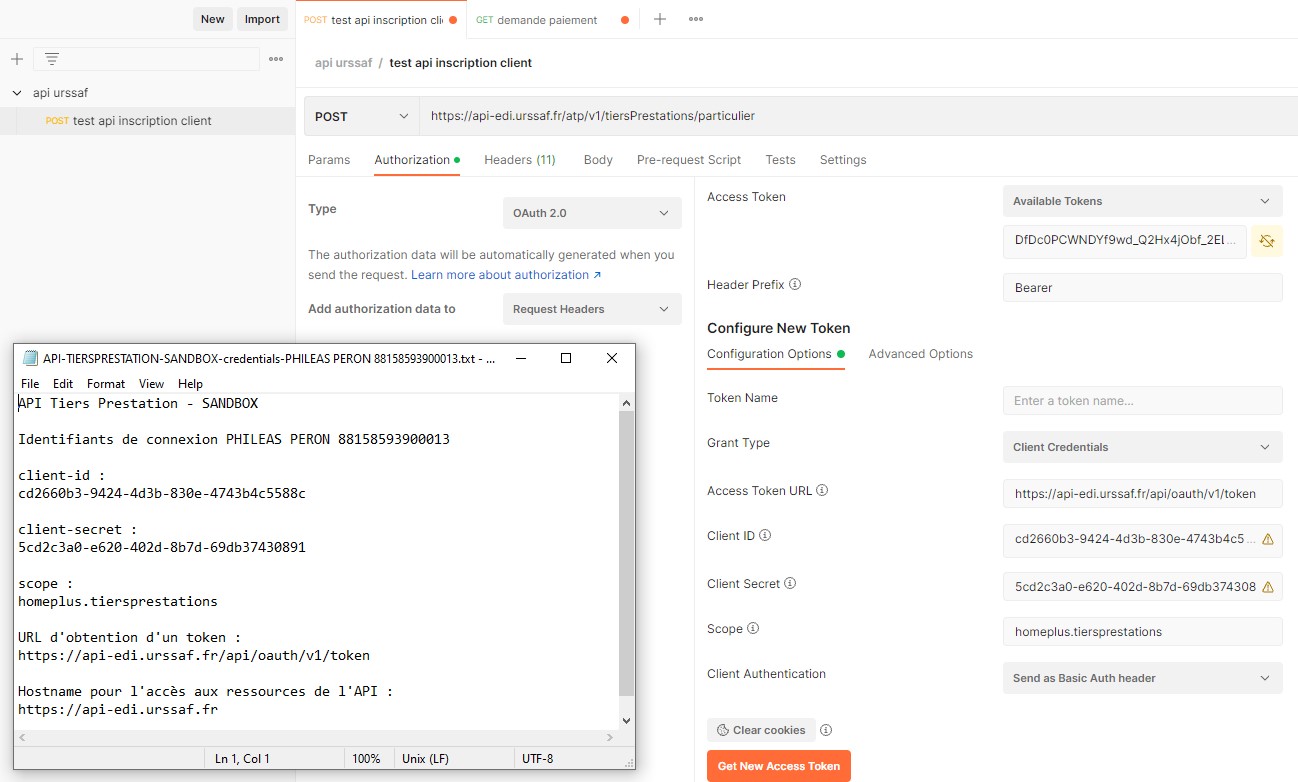 New
Import
POST test api inscription cli
GET demande paiement
api urssaf
POST test api inscription client
api urssaf / test api inscription client
POST
https://api-edi.urssaf.fr/atp/v1/tiersPrestations/particulier
Params
Authorization
Headers (11)
Body
Pre-request Script
Tests
Settings
Type
OAuth 2.0
The authorization data will be automatically generated when you
send the request. Learn more about authorization ↗
Add authorization data to
Request Headers
Access Token
Available Tokens
DfDc0PCWNDYf9wd_Q2Hx4jObf_2El...
Header Prefix
Bearer
Configure New Token
Configuration Options
Advanced Options
Token Name
Enter a token name...
Grant Type
Client Credentials
Access Token URL
https://api-edi.urssaf.fr/api/oauth/v1/token
Client ID
cd2660b3-9424-4d3b-830e-4743b4c5...
Client Secret
5cd2c3a0-e620-402d-8b7d-69db374308
Scope
homeplus.tiersprestations
Client Authentication
Send as Basic Auth header
Clear cookies
Get New Access Token
API-TIERSPRESTATION-SANDBOX-credentials-PHILEAS PERON 88158593900013.txt - ...
File Edit Format View Help
API Tiers Prestation - SANDBOX
Identifiants de connexion PHILEAS PERON 88158593900013
client-id :
cd2660b3-9424-4d3b-830e-4743b4c5588c
client-secret :
5cd2c3a0-e620-402d-8b7d-69db37430891
scope :
homeplus.tiersprestations
URL d'obtention d'un token :
https://api-edi.urssaf.fr/api/oauth/v1/token
Hostname pour l'accès aux ressources de l'API :
https://api-edi.urssaf.fr
Ln 1, Col 1
100%
Unix (LF)
UTF-8